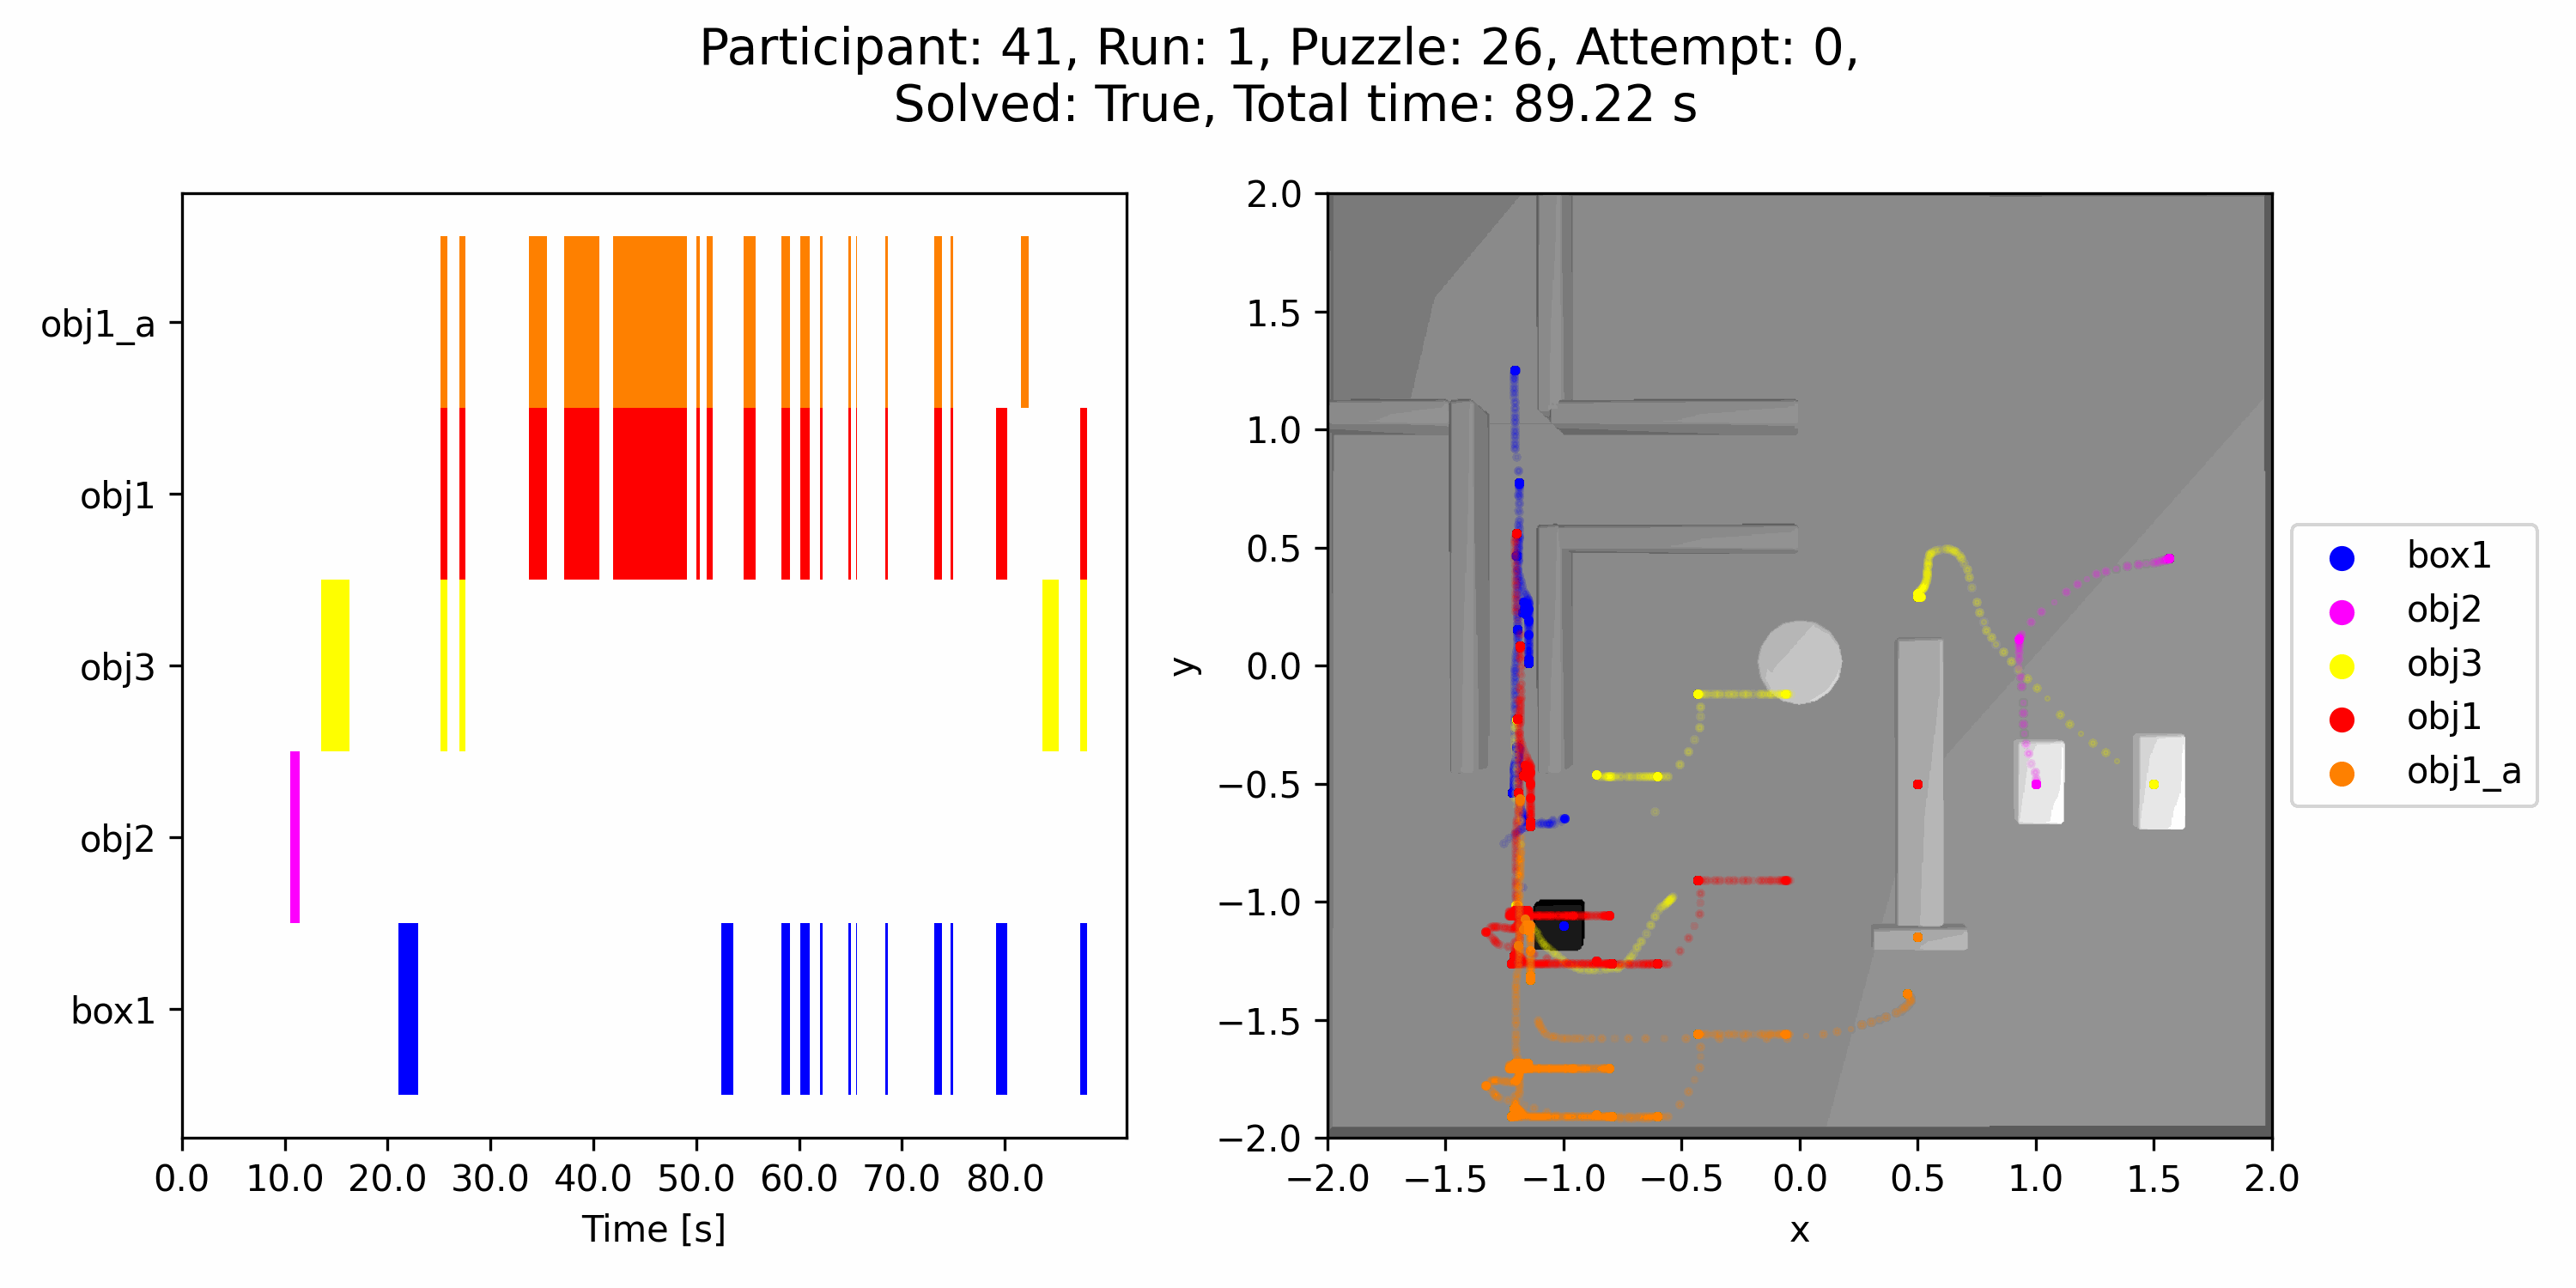 Participant: 41, Run: 1, Puzzle: 26, Attempt: 0,
Solved: True, Total time: 89.22 s
obj1_a
obj1
obj3
obj2
box1
0.0 10.0 20.0 30.0 40.0 50.0 60.0 70.0 80.0
Time [s]
2.0
1.5
1.0
0.5
0.0
−0.5
−1.0
−1.5
−2.0
y
−2.0 −1.5 −1.0 −0.5 0.0 0.5 1.0 1.5 2.0
x
box1
obj2
obj3
obj1
obj1_a